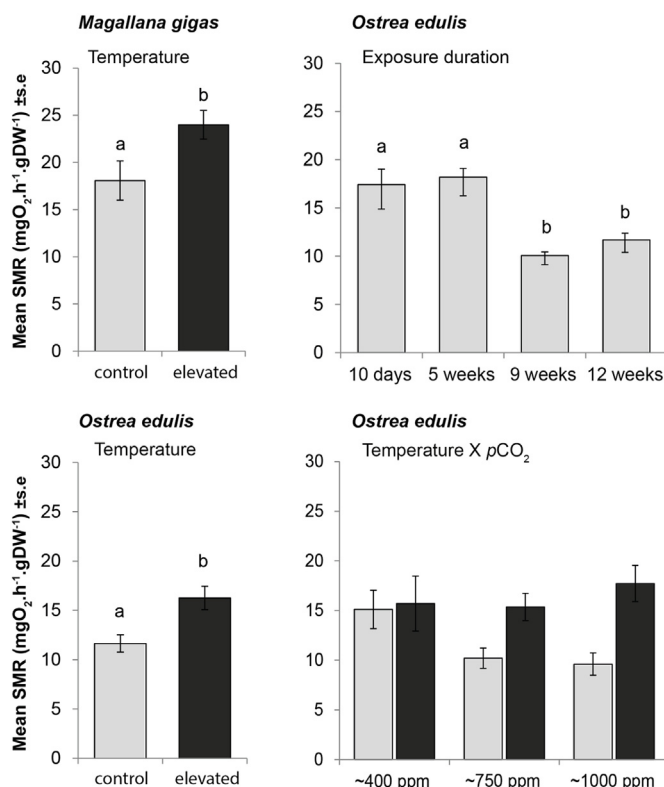 Magallana gigas
Temperature
Mean SMR (mgO₂.h⁻¹.gDW⁻¹) ±s.e
30
25
20
15
10
5
0
a
b
control elevated
Ostrea edulis
Exposure duration
30
25
20
15
10
5
0
a
a
b
b
10 days 5 weeks 9 weeks 12 weeks
Ostrea edulis
Temperature
Mean SMR (mgO₂.h⁻¹.gDW⁻¹) ±s.e
30
25
20
15
10
5
0
a
b
control elevated
Ostrea edulis
Temperature X pCO₂
30
25
20
15
10
5
0
~400 ppm ~750 ppm ~1000 ppm